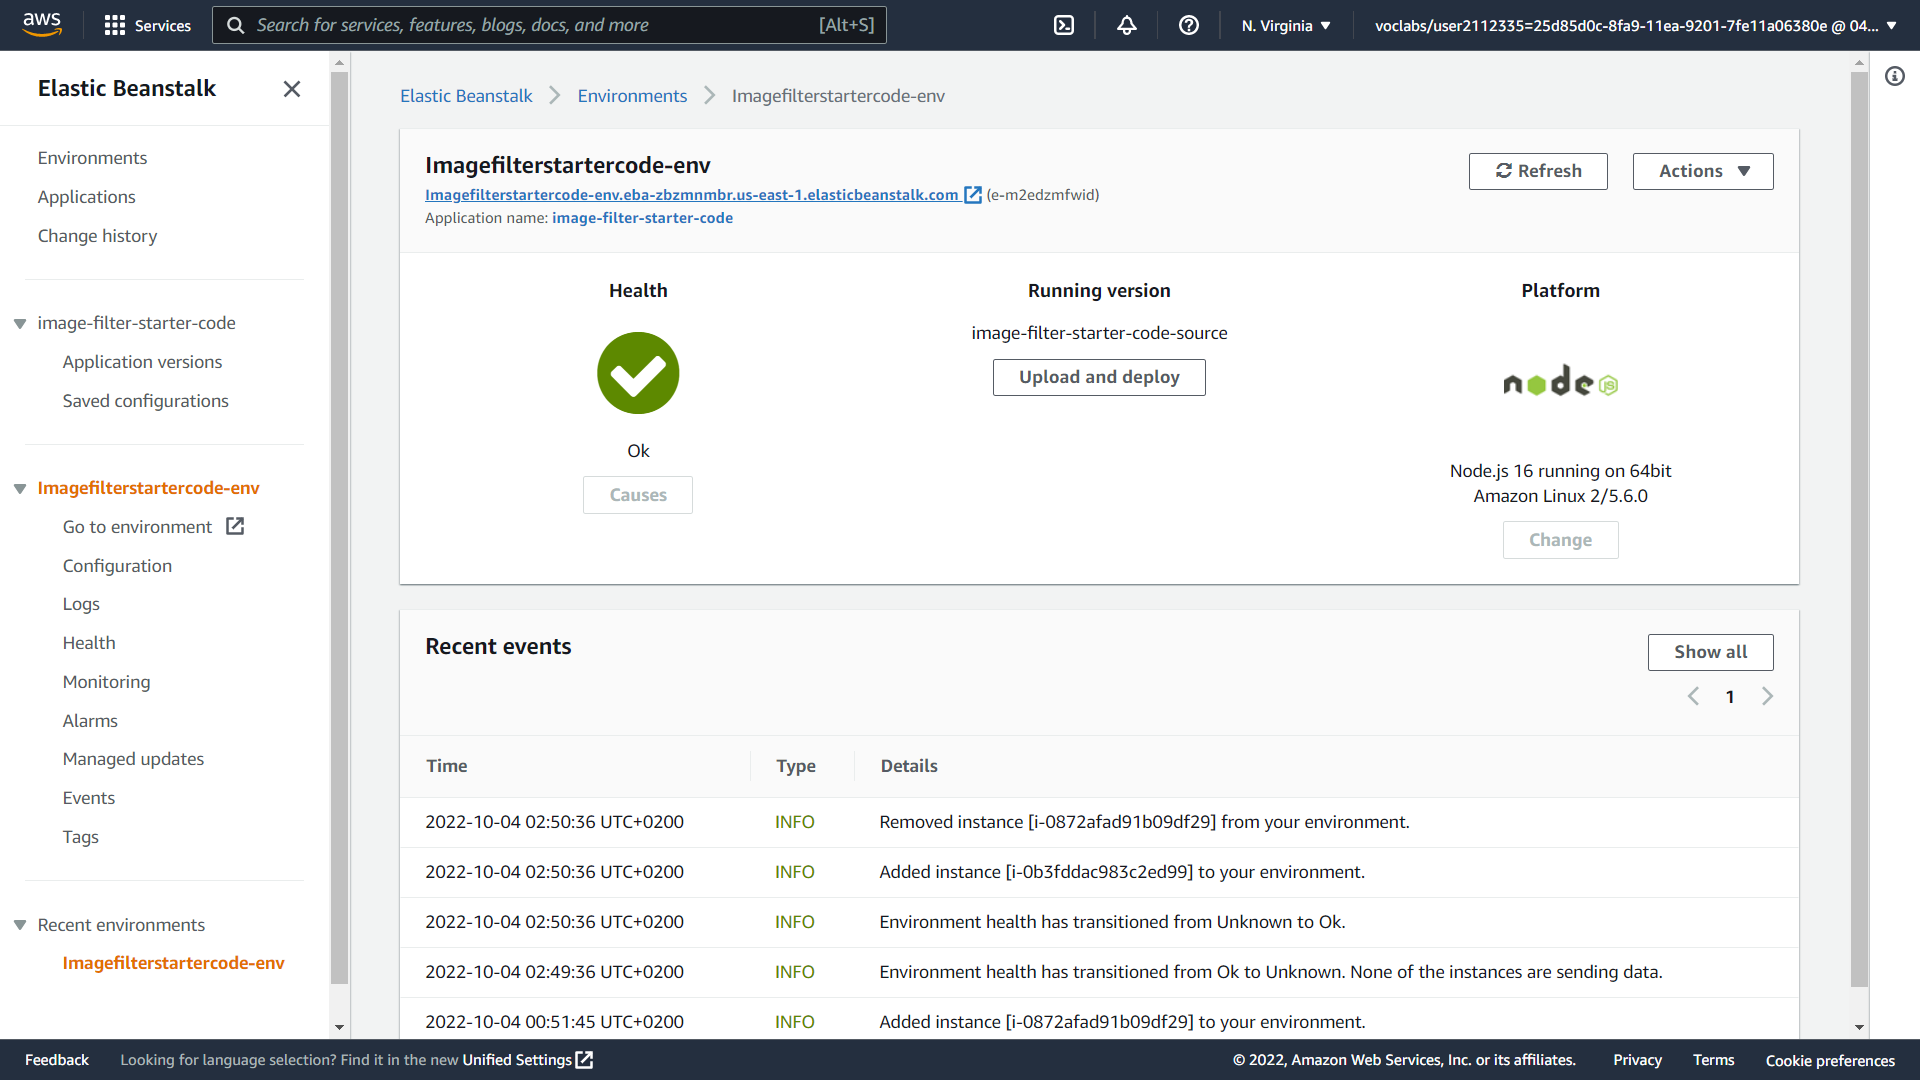 aws
Services
Search for services, features, blogs, docs, and more
[Alt+S]
N. Virginia
voclabs/user2112335=25d85d0c-8fa9-11ea-9201-7fe11a06380e @ 04...
Elastic Beanstalk
Environments
Applications
Change history
image-filter-starter-code
Application versions
Saved configurations
Imagefilterstartercode-env
Go to environment
Configuration
Logs
Health
Monitoring
Alarms
Managed updates
Events
Tags
Recent environments
Imagefilterstartercode-env
Elastic Beanstalk
Environments
Imagefilterstartercode-env
Imagefilterstartercode-env
Imagefilterstartercode-env.eba-zbzmnmbr.us-east-1.elasticbeanstalk.com (e-m2edzmfwid)
Application name: image-filter-starter-code
Refresh
Actions
Health
Ok
Causes
Running version
image-filter-starter-code-source
Upload and deploy
Platform
node
JS
Node.js 16 running on 64bit
Amazon Linux 2/5.6.0
Change
Recent events
Show all
1
Time Type Details
2022-10-04 02:50:36 UTC+0200 INFO Removed instance [i-0872afad91b09df29] from your environment.
2022-10-04 02:50:36 UTC+0200 INFO Added instance [i-0b3fddac983c2ed99] to your environment.
2022-10-04 02:50:36 UTC+0200 INFO Environment health has transitioned from Unknown to Ok.
2022-10-04 02:49:36 UTC+0200 INFO Environment health has transitioned from Ok to Unknown. None of the instances are sending data.
2022-10-04 00:51:45 UTC+0200 INFO Added instance [i-0872afad91b09df29] to your environment.
Feedback
Looking for language selection? Find it in the new Unified Settings
© 2022, Amazon Web Services, Inc. or its affiliates.
Privacy
Terms
Cookie preferences